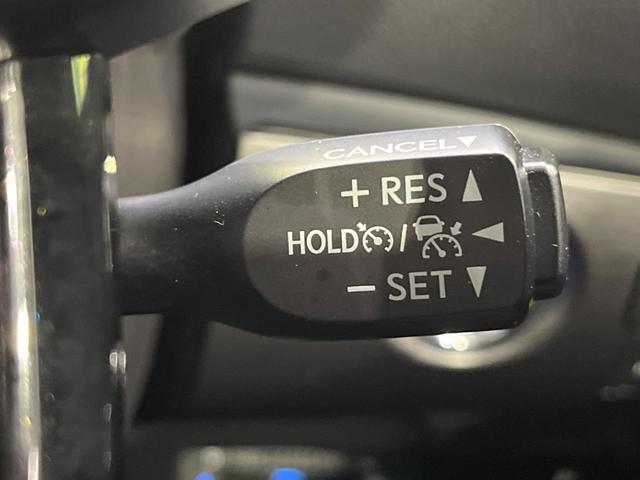 CANCEL▼
+ RES ▲
HOLD / ◀
− SET ▼